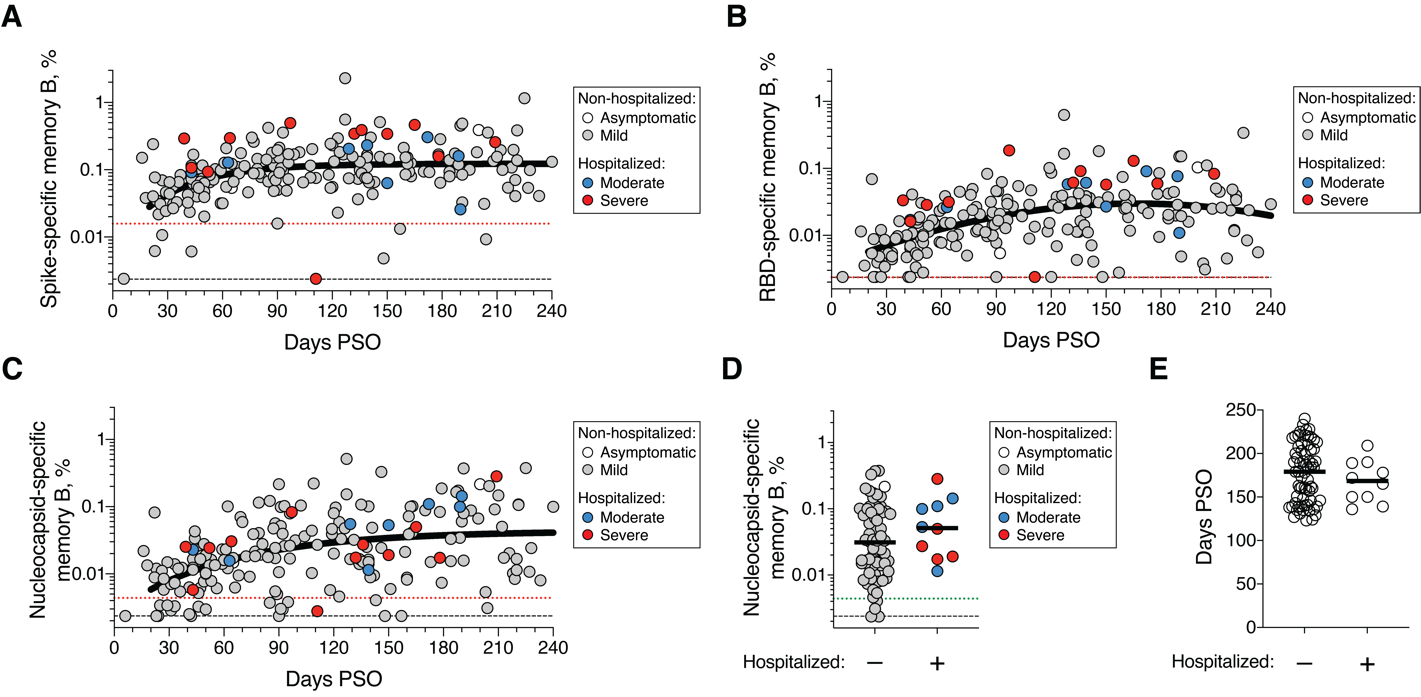 A
Spike-specific memory B, %
1
0.1
0.01
0 30 60 90 120 150 180 210 240
Days PSO
Non-hospitalized:
Asymptomatic
Mild
Hospitalized:
Moderate
Severe
B
RBD-specific memory B, %
1
0.1
0.01
0 30 60 90 120 150 180 210 240
Days PSO
Non-hospitalized:
Asymptomatic
Mild
Hospitalized:
Moderate
Severe
C
Nucleocapsid-specific
memory B, %
1
0.1
0.01
0 30 60 90 120 150 180 210 240
Days PSO
Non-hospitalized:
Asymptomatic
Mild
Hospitalized:
Moderate
Severe
D
Nucleocapsid-specific
memory B, %
1
0.1
0.01
Hospitalized: − +
Non-hospitalized:
Asymptomatic
Mild
Hospitalized:
Moderate
Severe
E
Days PSO
250
200
150
100
50
0
Hospitalized: − +